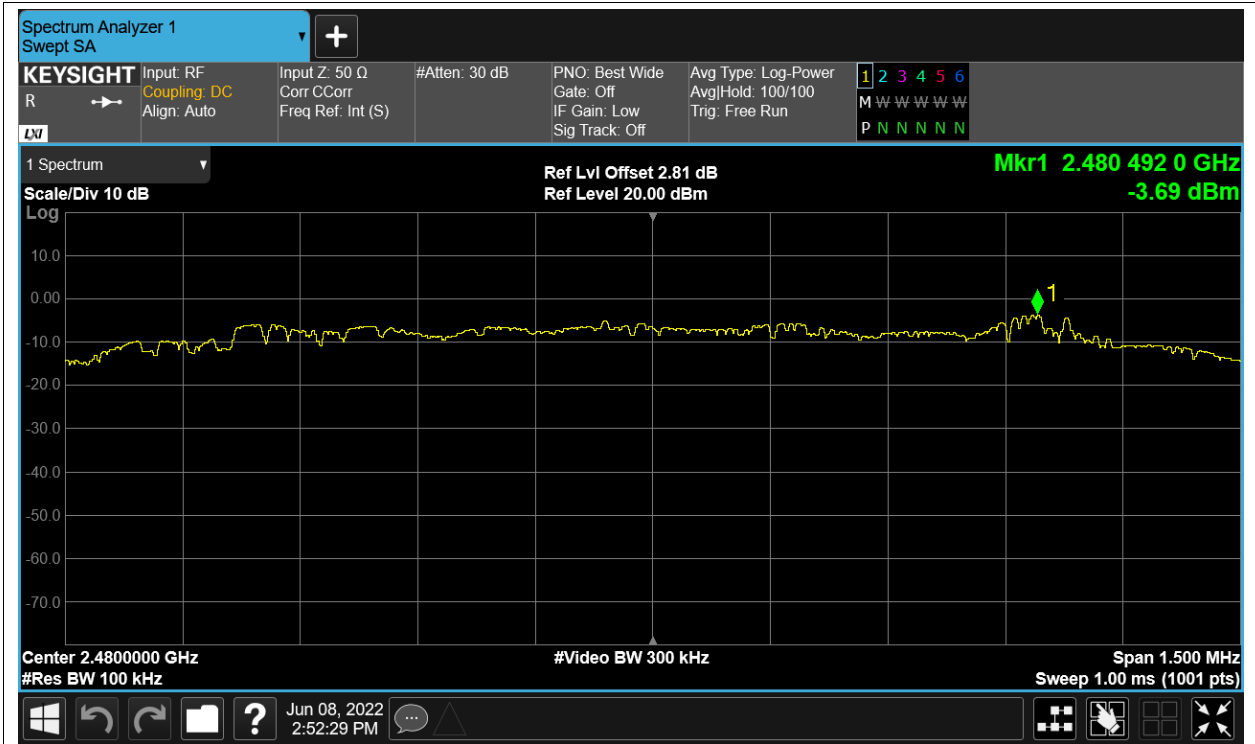 Spectrum Analyzer 1
Swept SA
+
KEYSIGHT
R
LXI
Input: RF
Coupling: DC
Align: Auto
Input Z: 50 Ω
Corr CCorr
Freq Ref: Int (S)
#Atten: 30 dB
PNO: Best Wide
Gate: Off
IF Gain: Low
Sig Track: Off
Avg Type: Log-Power
Avg|Hold: 100/100
Trig: Free Run
1 2 3 4 5 6
M W W W W W
P N N N N N
1 Spectrum
Scale/Div 10 dB
Log
Ref Lvl Offset 2.81 dB
Ref Level 20.00 dBm
Mkr1 2.480 492 0 GHz
-3.69 dBm
10.0
0.00
-10.0
-20.0
-30.0
-40.0
-50.0
-60.0
-70.0
1
Center 2.4800000 GHz
#Res BW 100 kHz
#Video BW 300 kHz
Span 1.500 MHz
Sweep 1.00 ms (1001 pts)
?
Jun 08, 2022
2:52:29 PM